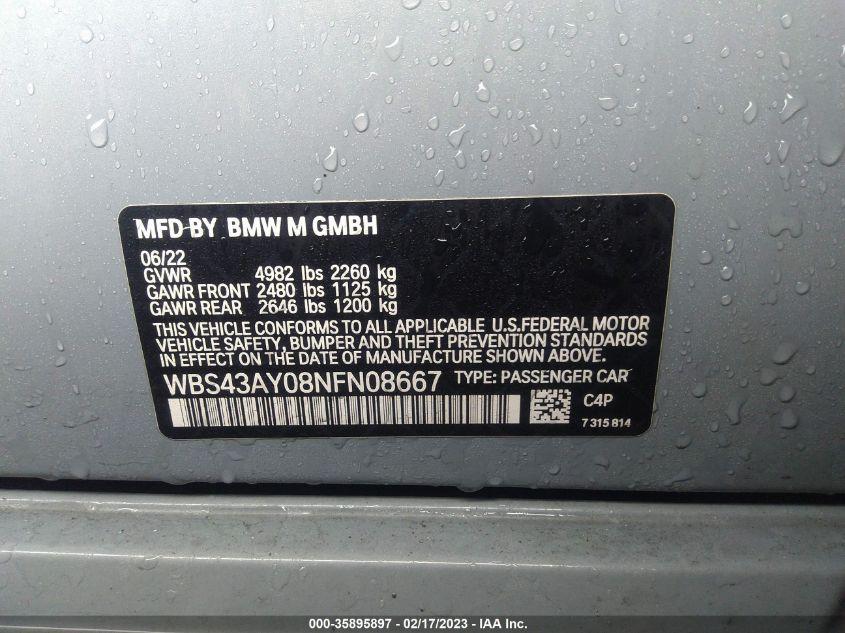 MFD BY BMW M GMBH
06/22
GVWR 4982 lbs 2260 kg
GAWR FRONT 2480 lbs 1125 kg
GAWR REAR 2646 lbs 1200 kg
THIS VEHICLE CONFORMS TO ALL APPLICABLE U.S.FEDERAL MOTOR
VEHICLE SAFETY, BUMPER AND THEFT PREVENTION STANDARDS
IN EFFECT ON THE DATE OF MANUFACTURE SHOWN ABOVE.
WBS43AY08NFN08667 TYPE: PASSENGER CAR
C4P
7 315 814
000-35895897 - 02/17/2023 - IAA Inc.